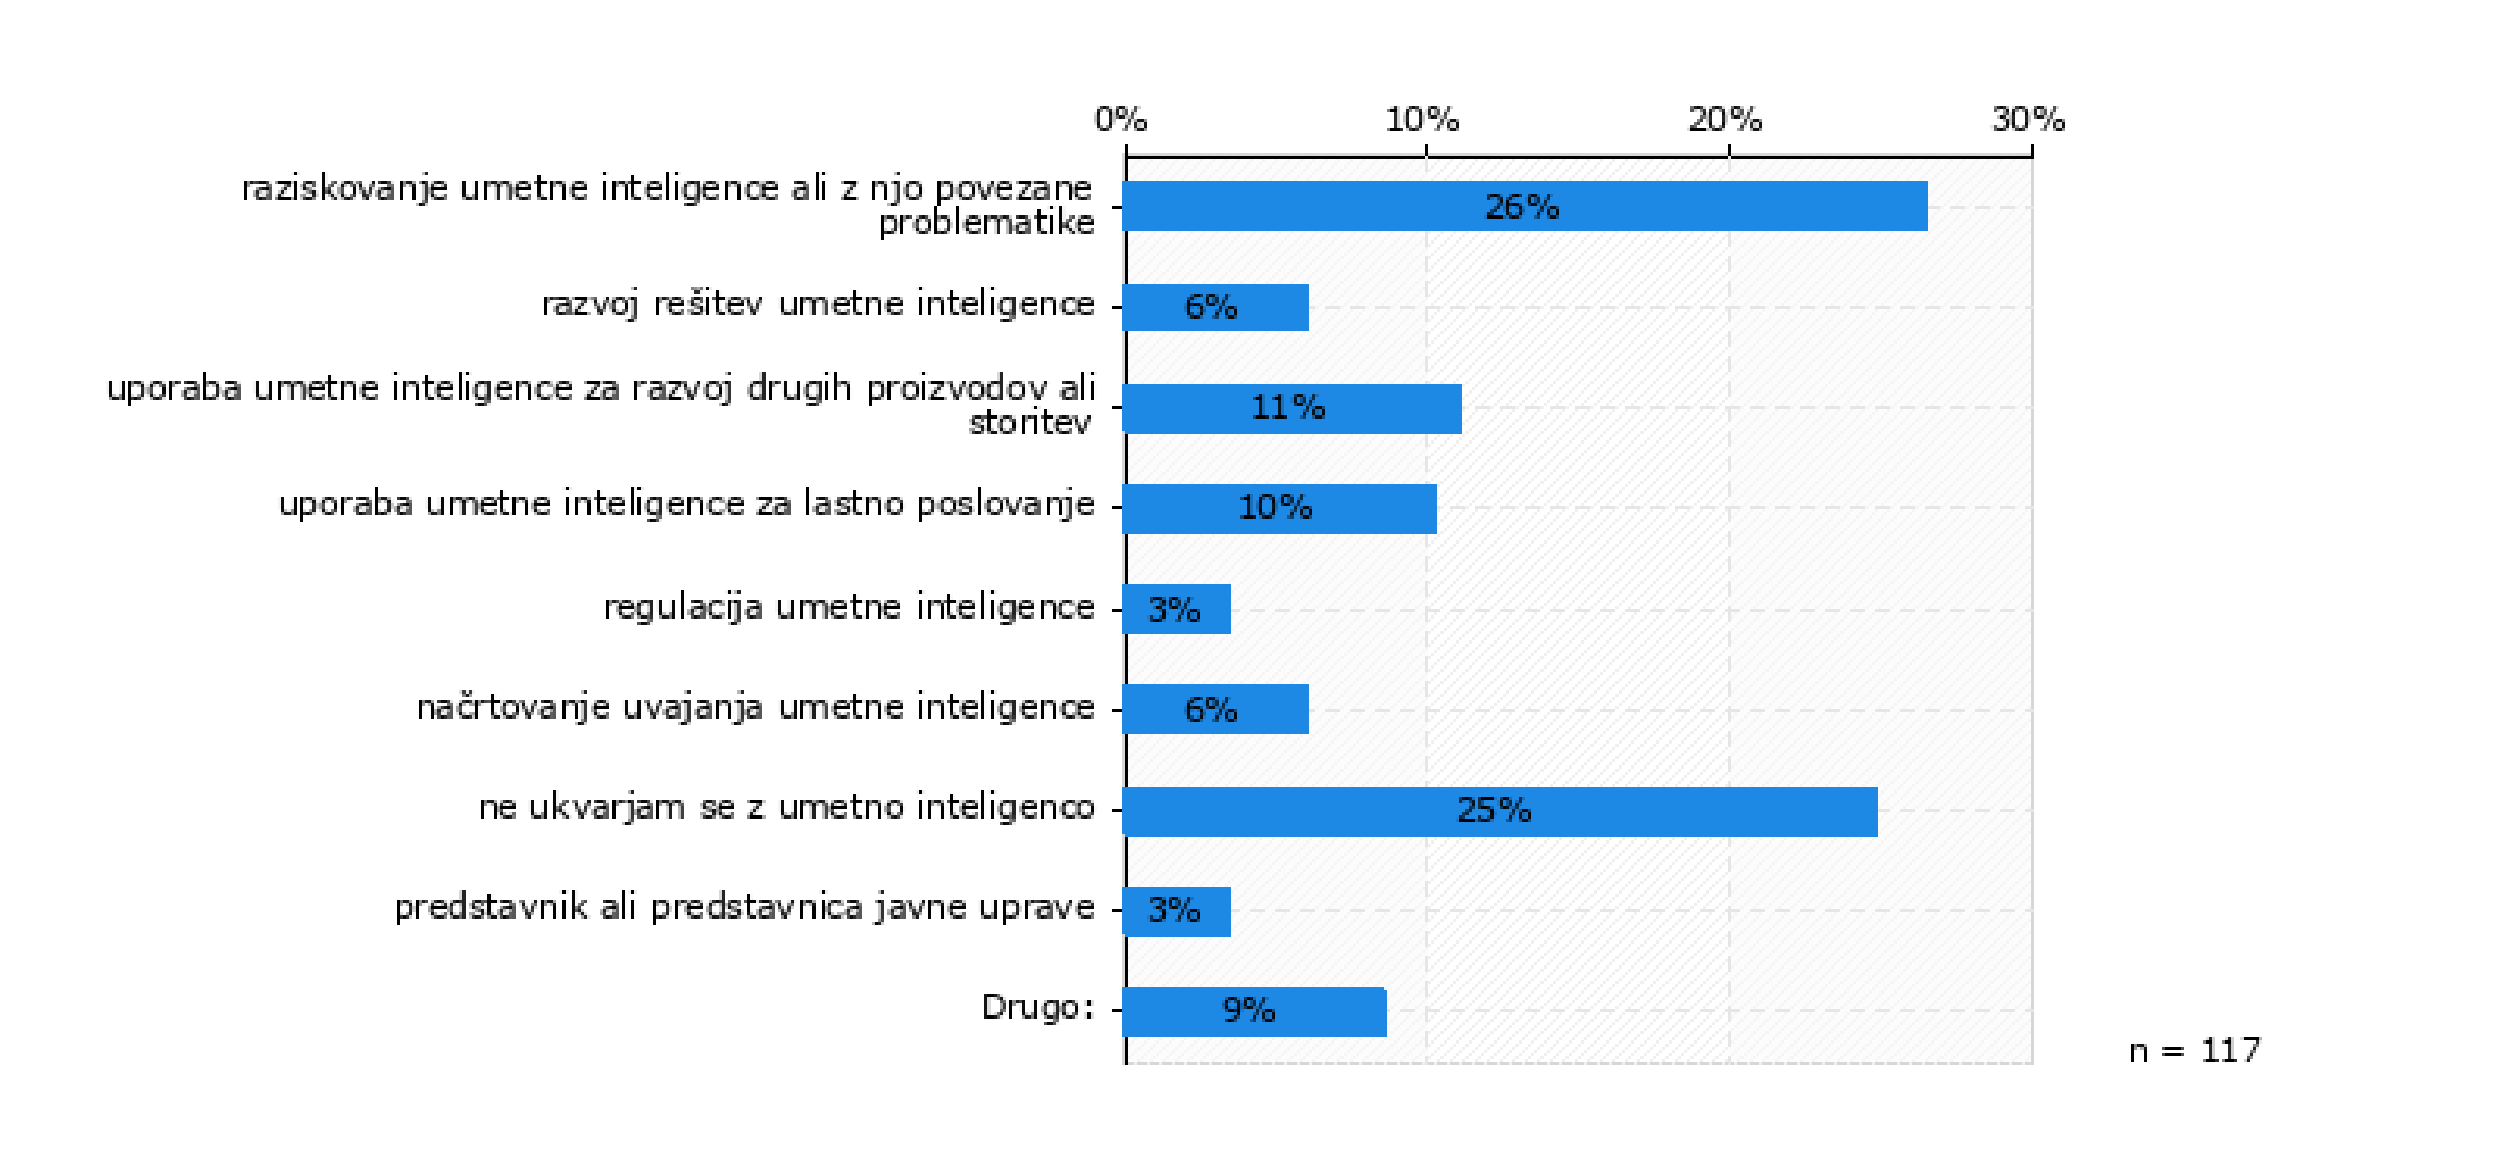 0% 10% 20% 30%
raziskovanje umetne inteligence ali z njo povezane
problematike
26%
razvoj rešitev umetne inteligence
6%
uporaba umetne inteligence za razvoj drugih proizvodov ali
storitev
11%
uporaba umetne inteligence za lastno poslovanje
10%
regulacija umetne inteligence
3%
načrtovanje uvajanja umetne inteligence
6%
ne ukvarjam se z umetno inteligenco
25%
predstavnik ali predstavnica javne uprave
3%
Drugo:
9%
n = 117